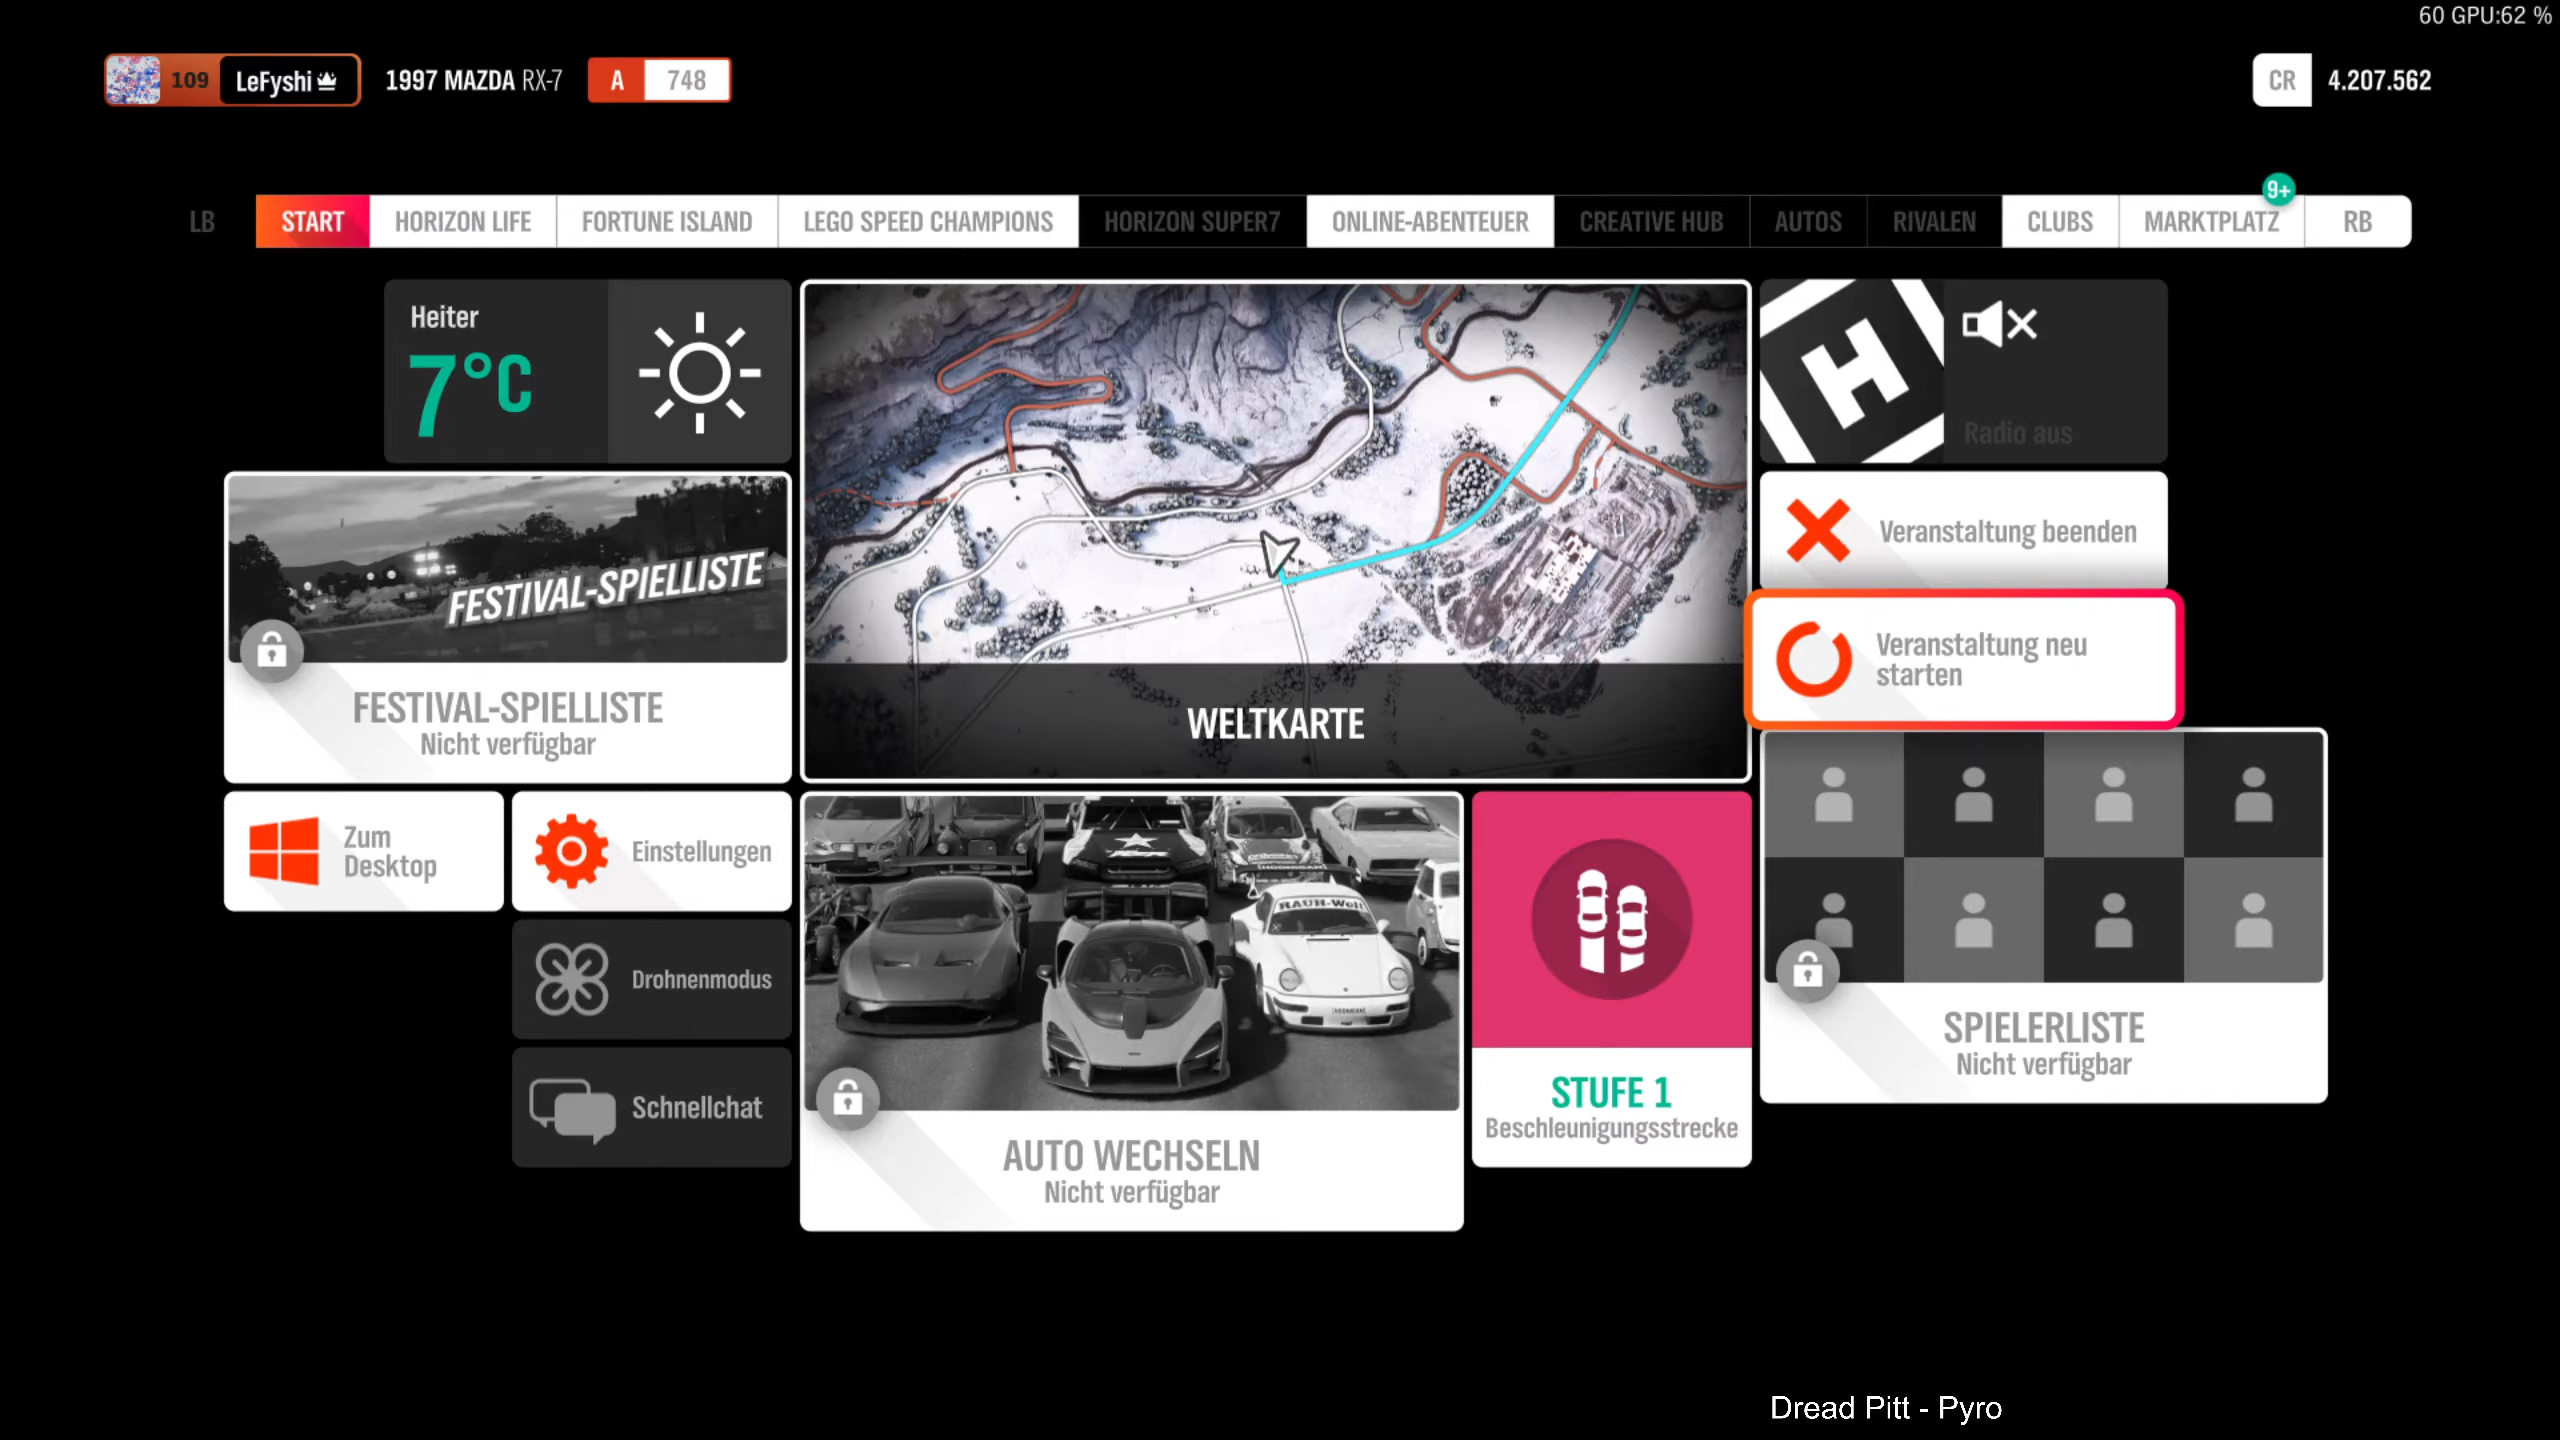 60 GPU:62 %
109 LeFyshi
1997 MAZDA RX-7
A 748
CR 4.207.562
LB START HORIZON LIFE FORTUNE ISLAND LEGO SPEED CHAMPIONS HORIZON SUPER7 ONLINE-ABENTEUER CREATIVE HUB AUTOS RIVALEN CLUBS MARKTPLATZ 9+ RB
Heiter
7°C
FESTIVAL-SPIELLISTE
FESTIVAL-SPIELLISTE
Nicht verfügbar
Zum
Desktop
Einstellungen
Drohnenmodus
Schnellchat
WELTKARTE
RAUH-Welt
AUTO WECHSELN
Nicht verfügbar
STUFE 1
Beschleunigungsstrecke
H
Radio aus
Veranstaltung beenden
Veranstaltung neu
starten
SPIELERLISTE
Nicht verfügbar
Dread Pitt - Pyro